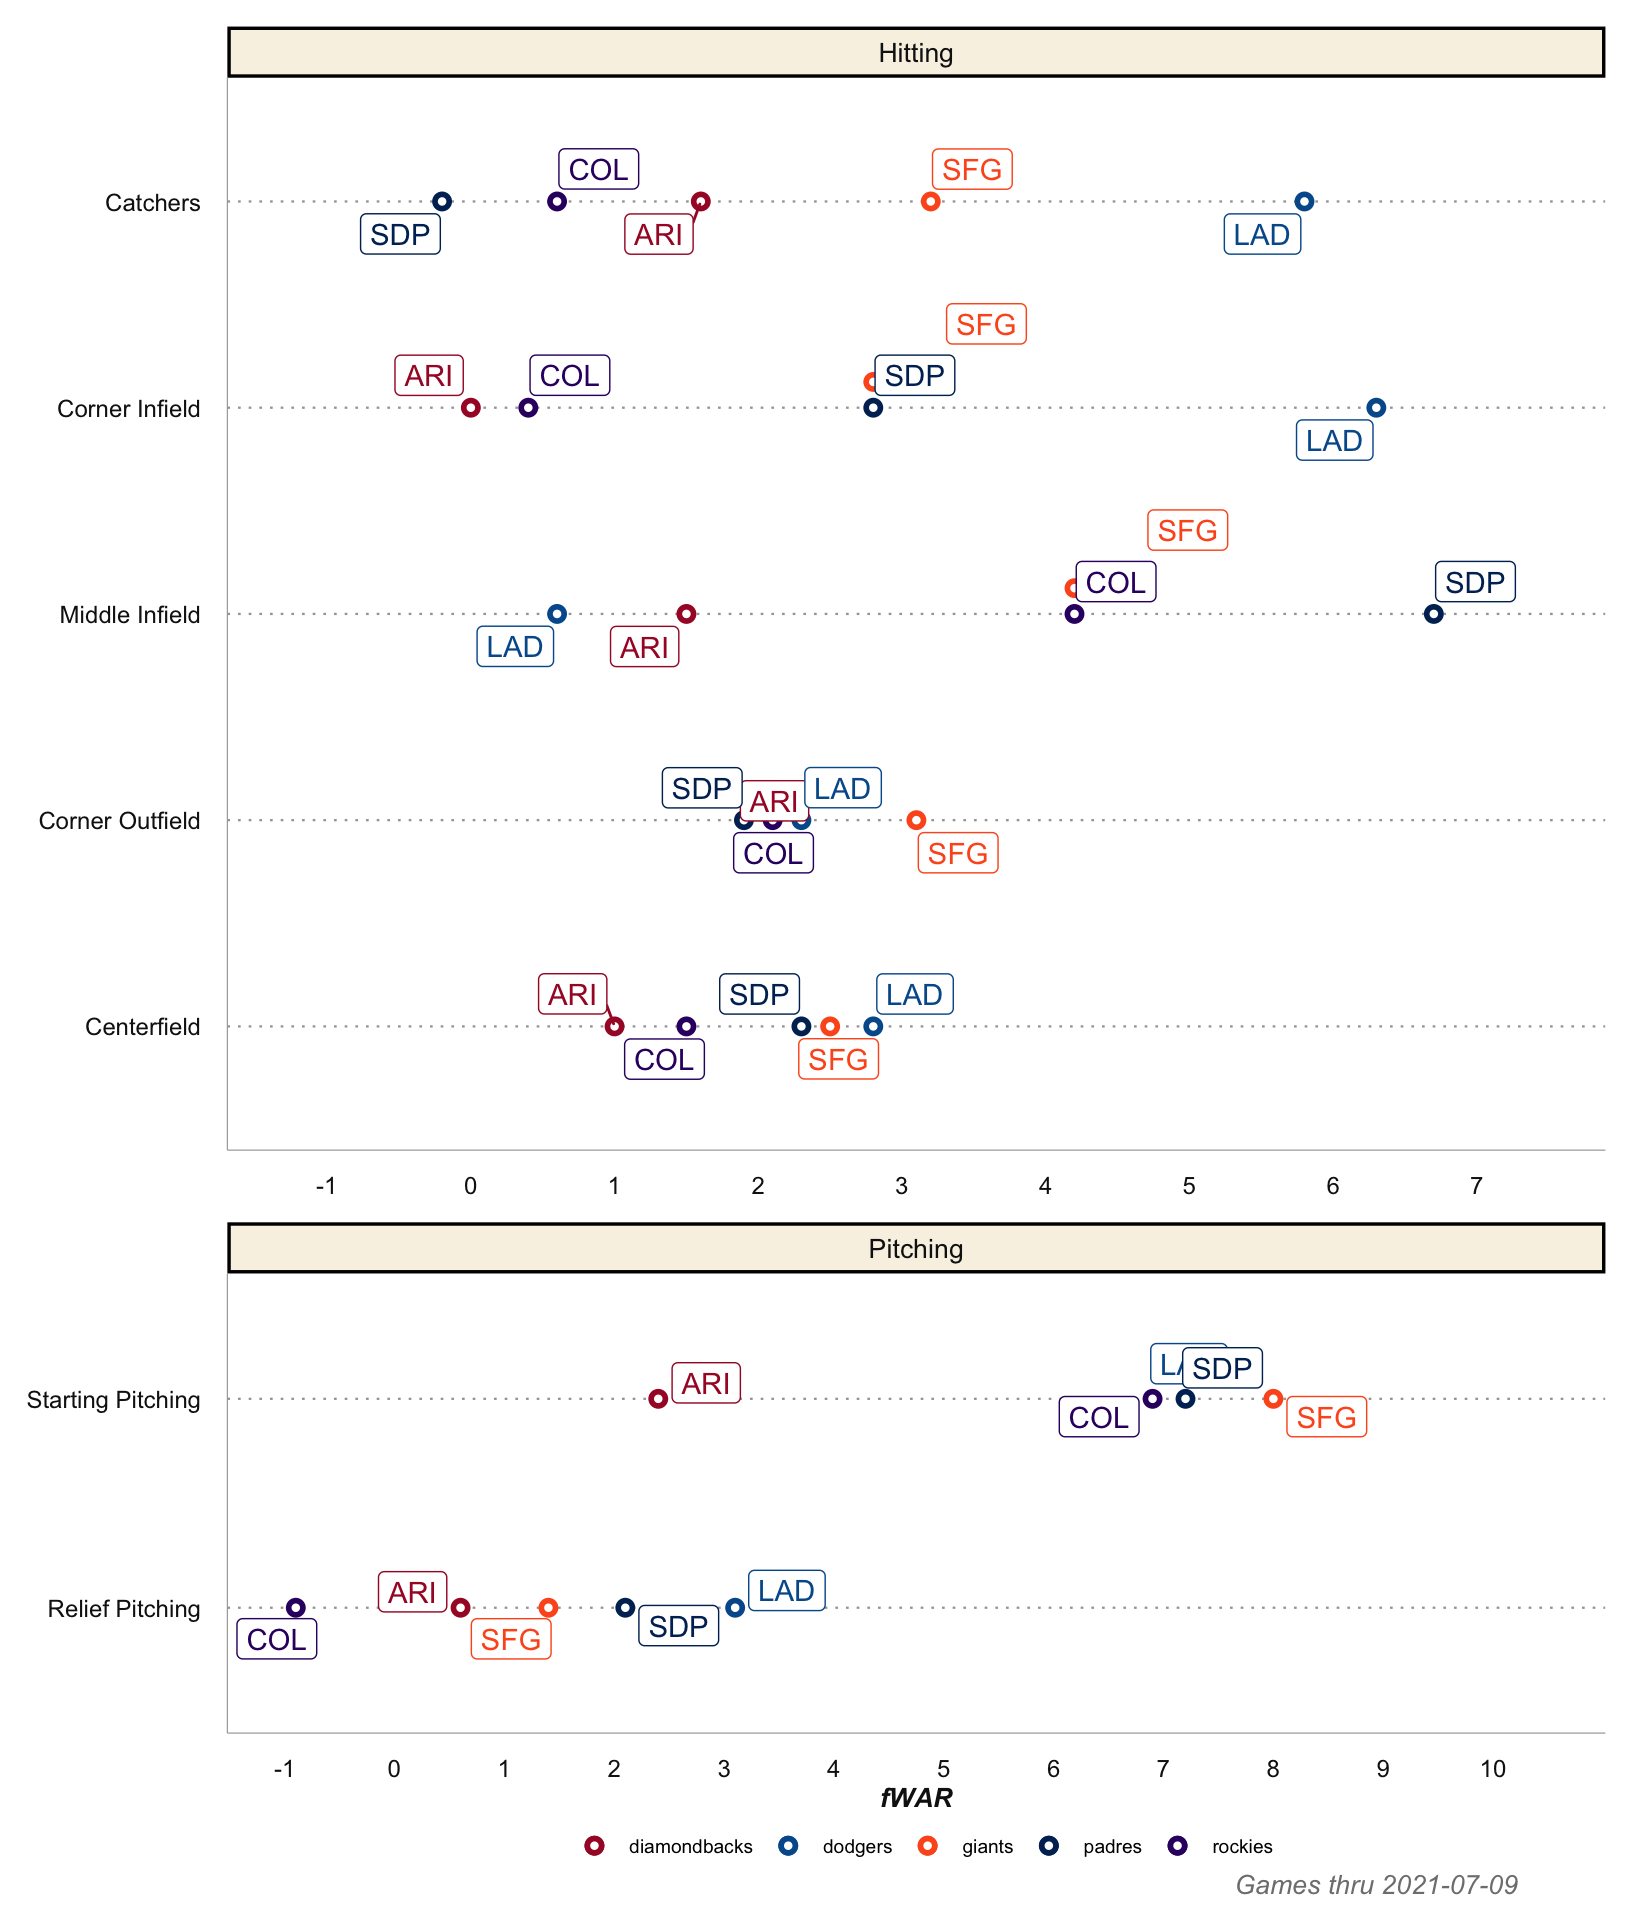 Hitting
COL SFG
Catchers
SDP ARI LAD
SFG
ARI COL SDP
Corner Infield
LAD
SFG
COL SDP
Middle Infield
LAD ARI
SDP ARI LAD
Corner Outfield
COL SFG
ARI SDP LAD
Centerfield
COL SFG
-1 0 1 2 3 4 5 6 7
Pitching
SDP
ARI
Starting Pitching
COL SFG
ARI LAD
Relief Pitching
SDP
COL SFG
-1 0 1 2 3 4 5 6 7 8 9 10
fWAR
diamondbacks dodgers giants padres rockies
Games thru 2021-07-09